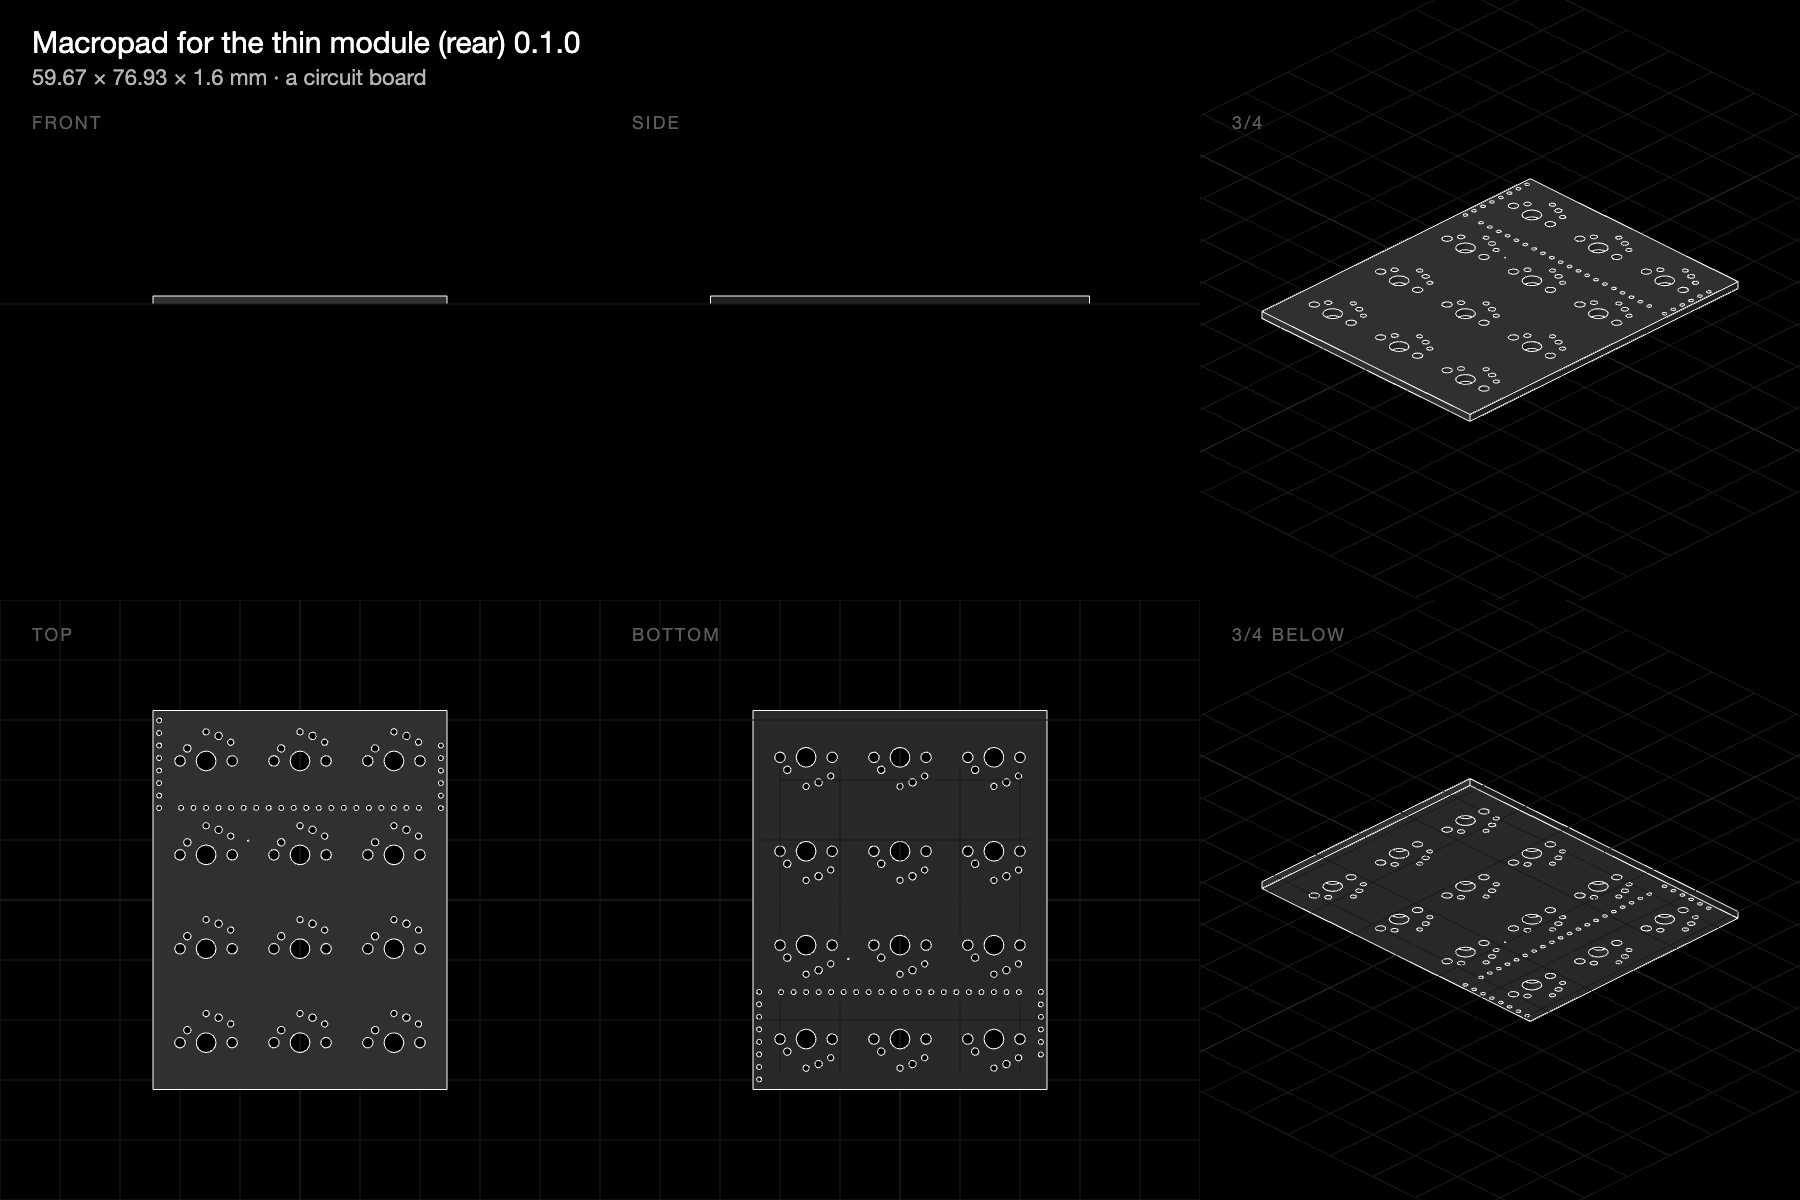 Macropad for the thin module (rear) 0.1.0
59.67 × 76.93 × 1.6 mm · a circuit board
FRONT
SIDE
3/4
TOP
BOTTOM
3/4 BELOW